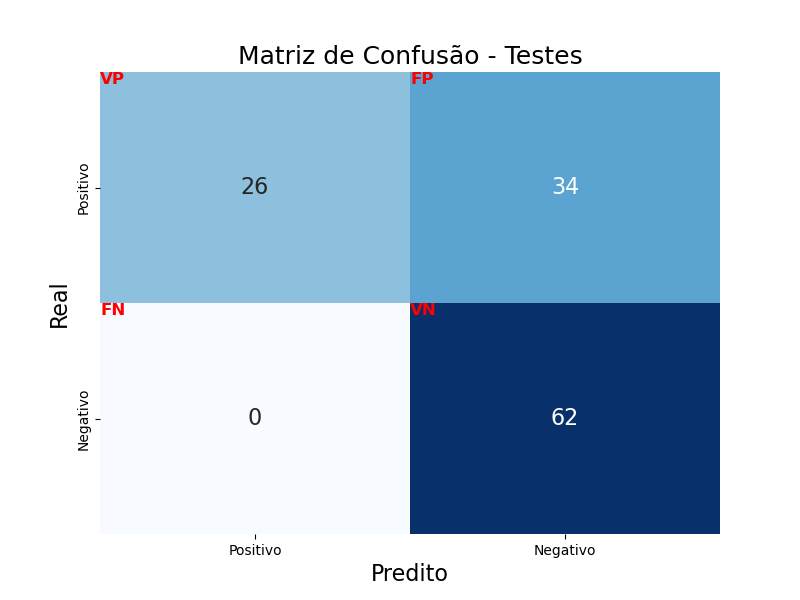 Matriz de Confusão - Testes
VP
FP
Positivo
26
34
Real
FN
VN
Negativo
0
62
Positivo
Negativo
Predito